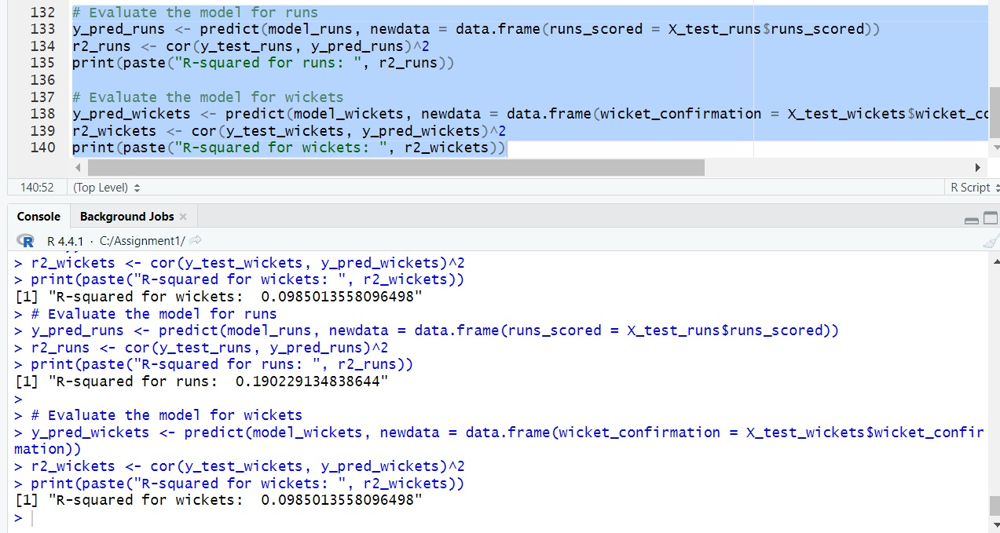 132 # Evaluate the model for runs
133 y_pred_runs <- predict(model_runs, newdata = data.frame(runs_scored = X_test_runs$runs_scored))
134 r2_runs <- cor(y_test_runs, y_pred_runs)^2
135 print(paste("R-squared for runs: ", r2_runs))
136
137 # Evaluate the model for wickets
138 y_pred_wickets <- predict(model_wickets, newdata = data.frame(wicket_confirmation = X_test_wickets$wicket_co
139 r2_wickets <- cor(y_test_wickets, y_pred_wickets)^2
140 print(paste("R-squared for wickets: ", r2_wickets))
140:52 (Top Level) R Script
Console Background Jobs
R R 4.4.1 · C:/Assignment1/
> r2_wickets <- cor(y_test_wickets, y_pred_wickets)^2
> print(paste("R-squared for wickets: ", r2_wickets))
[1] "R-squared for wickets:  0.0985013558096498"
> # Evaluate the model for runs
> y_pred_runs <- predict(model_runs, newdata = data.frame(runs_scored = X_test_runs$runs_scored))
> r2_runs <- cor(y_test_runs, y_pred_runs)^2
> print(paste("R-squared for runs: ", r2_runs))
[1] "R-squared for runs:  0.190229134838644"
>
> # Evaluate the model for wickets
> y_pred_wickets <- predict(model_wickets, newdata = data.frame(wicket_confirmation = X_test_wickets$wicket_confir
mation))
> r2_wickets <- cor(y_test_wickets, y_pred_wickets)^2
> print(paste("R-squared for wickets: ", r2_wickets))
[1] "R-squared for wickets:  0.0985013558096498"
>